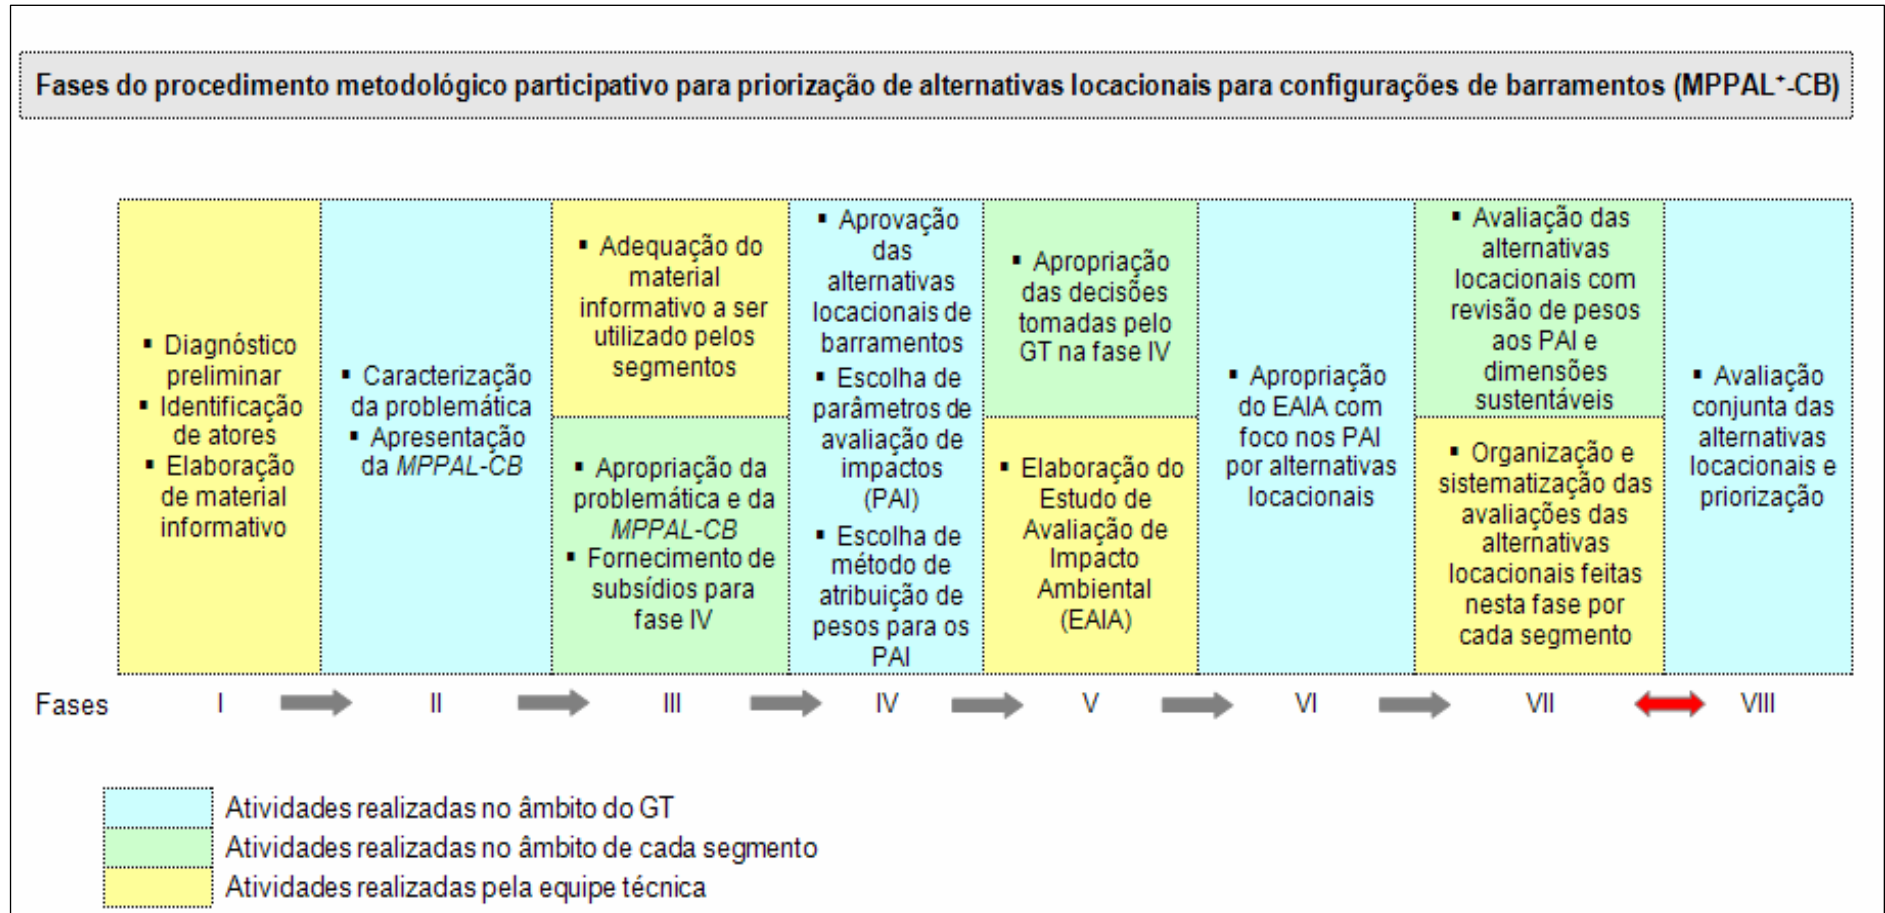 Fases do procedimento metodológico participativo para priorização de alternativas locacionais para configurações de barramentos (MPPAL⁺-CB)
▪ Diagnóstico
preliminar
▪ Identificação
de atores
▪ Elaboração
de material
informativo
▪ Caracterização
da problemática
▪ Apresentação
da MPPAL-CB
▪ Adequação do
material
informativo a ser
utilizado pelos
segmentos
▪ Apropriação da
problemática e da
MPPAL-CB
▪ Fornecimento de
subsídios para
fase IV
▪ Aprovação
das
alternativas
locacionais de
barramentos
▪ Escolha de
parâmetros de
avaliação de
impactos
(PAI)
▪ Escolha de
método de
atribuição de
pesos para os
PAI
▪ Apropriação
das decisões
tomadas pelo
GT na fase IV
▪ Elaboração do
Estudo de
Avaliação de
Impacto
Ambiental
(EAIA)
▪ Apropriação
do EAIA com
foco nos PAI
por alternativas
locacionais
▪ Avaliação das
alternativas
locacionais com
revisão de pesos
aos PAI e
dimensões
sustentáveis
▪ Organização e
sistematização das
avaliações das
alternativas
locacionais feitas
nesta fase por
cada segmento
▪ Avaliação
conjunta das
alternativas
locacionais e
priorização
Fases I II III IV V VI VII VIII
Atividades realizadas no âmbito do GT
Atividades realizadas no âmbito de cada segmento
Atividades realizadas pela equipe técnica